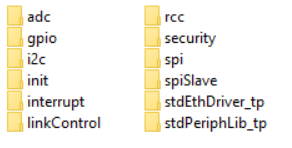 adc
gpio
i2c
init
interrupt
linkControl
rcc
security
spi
spiSlave
stdEthDriver_tp
stdPeriphLib_tp